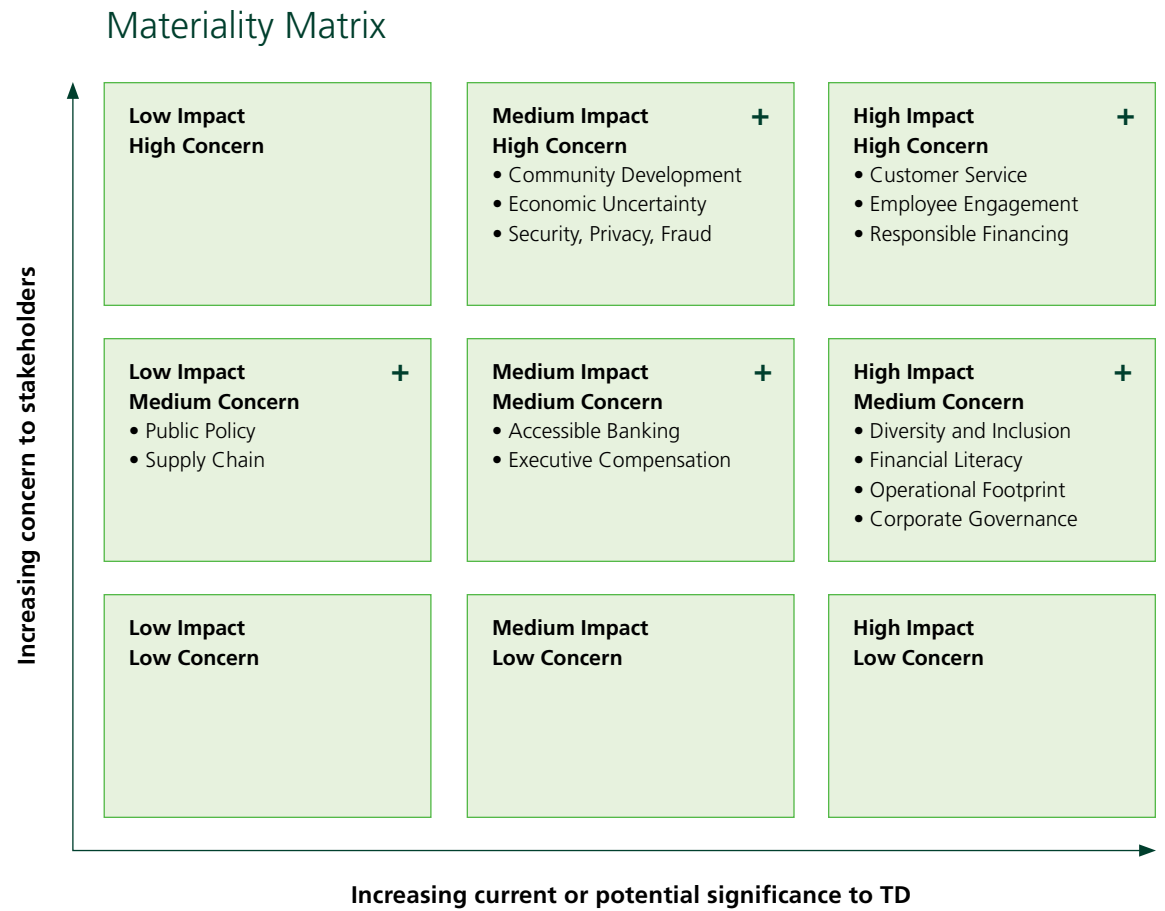 Materiality Matrix
Increasing concern to stakeholders
Low Impact
High Concern
Medium Impact +
High Concern
• Community Development
• Economic Uncertainty
• Security, Privacy, Fraud
High Impact +
High Concern
• Customer Service
• Employee Engagement
• Responsible Financing
Low Impact +
Medium Concern
• Public Policy
• Supply Chain
Medium Impact +
Medium Concern
• Accessible Banking
• Executive Compensation
High Impact +
Medium Concern
• Diversity and Inclusion
• Financial Literacy
• Operational Footprint
• Corporate Governance
Low Impact
Low Concern
Medium Impact
Low Concern
High Impact
Low Concern
Increasing current or potential significance to TD